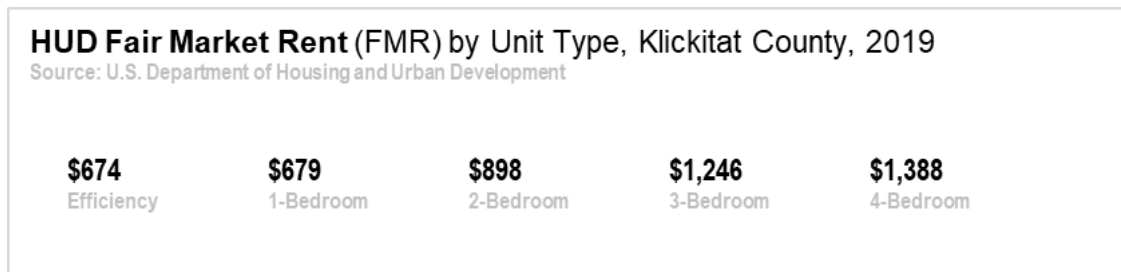 HUD Fair Market Rent (FMR) by Unit Type, Klickitat County, 2019
Source: U.S. Department of Housing and Urban Development
$674 $679 $898 $1,246 $1,388
Efficiency 1-Bedroom 2-Bedroom 3-Bedroom 4-Bedroom